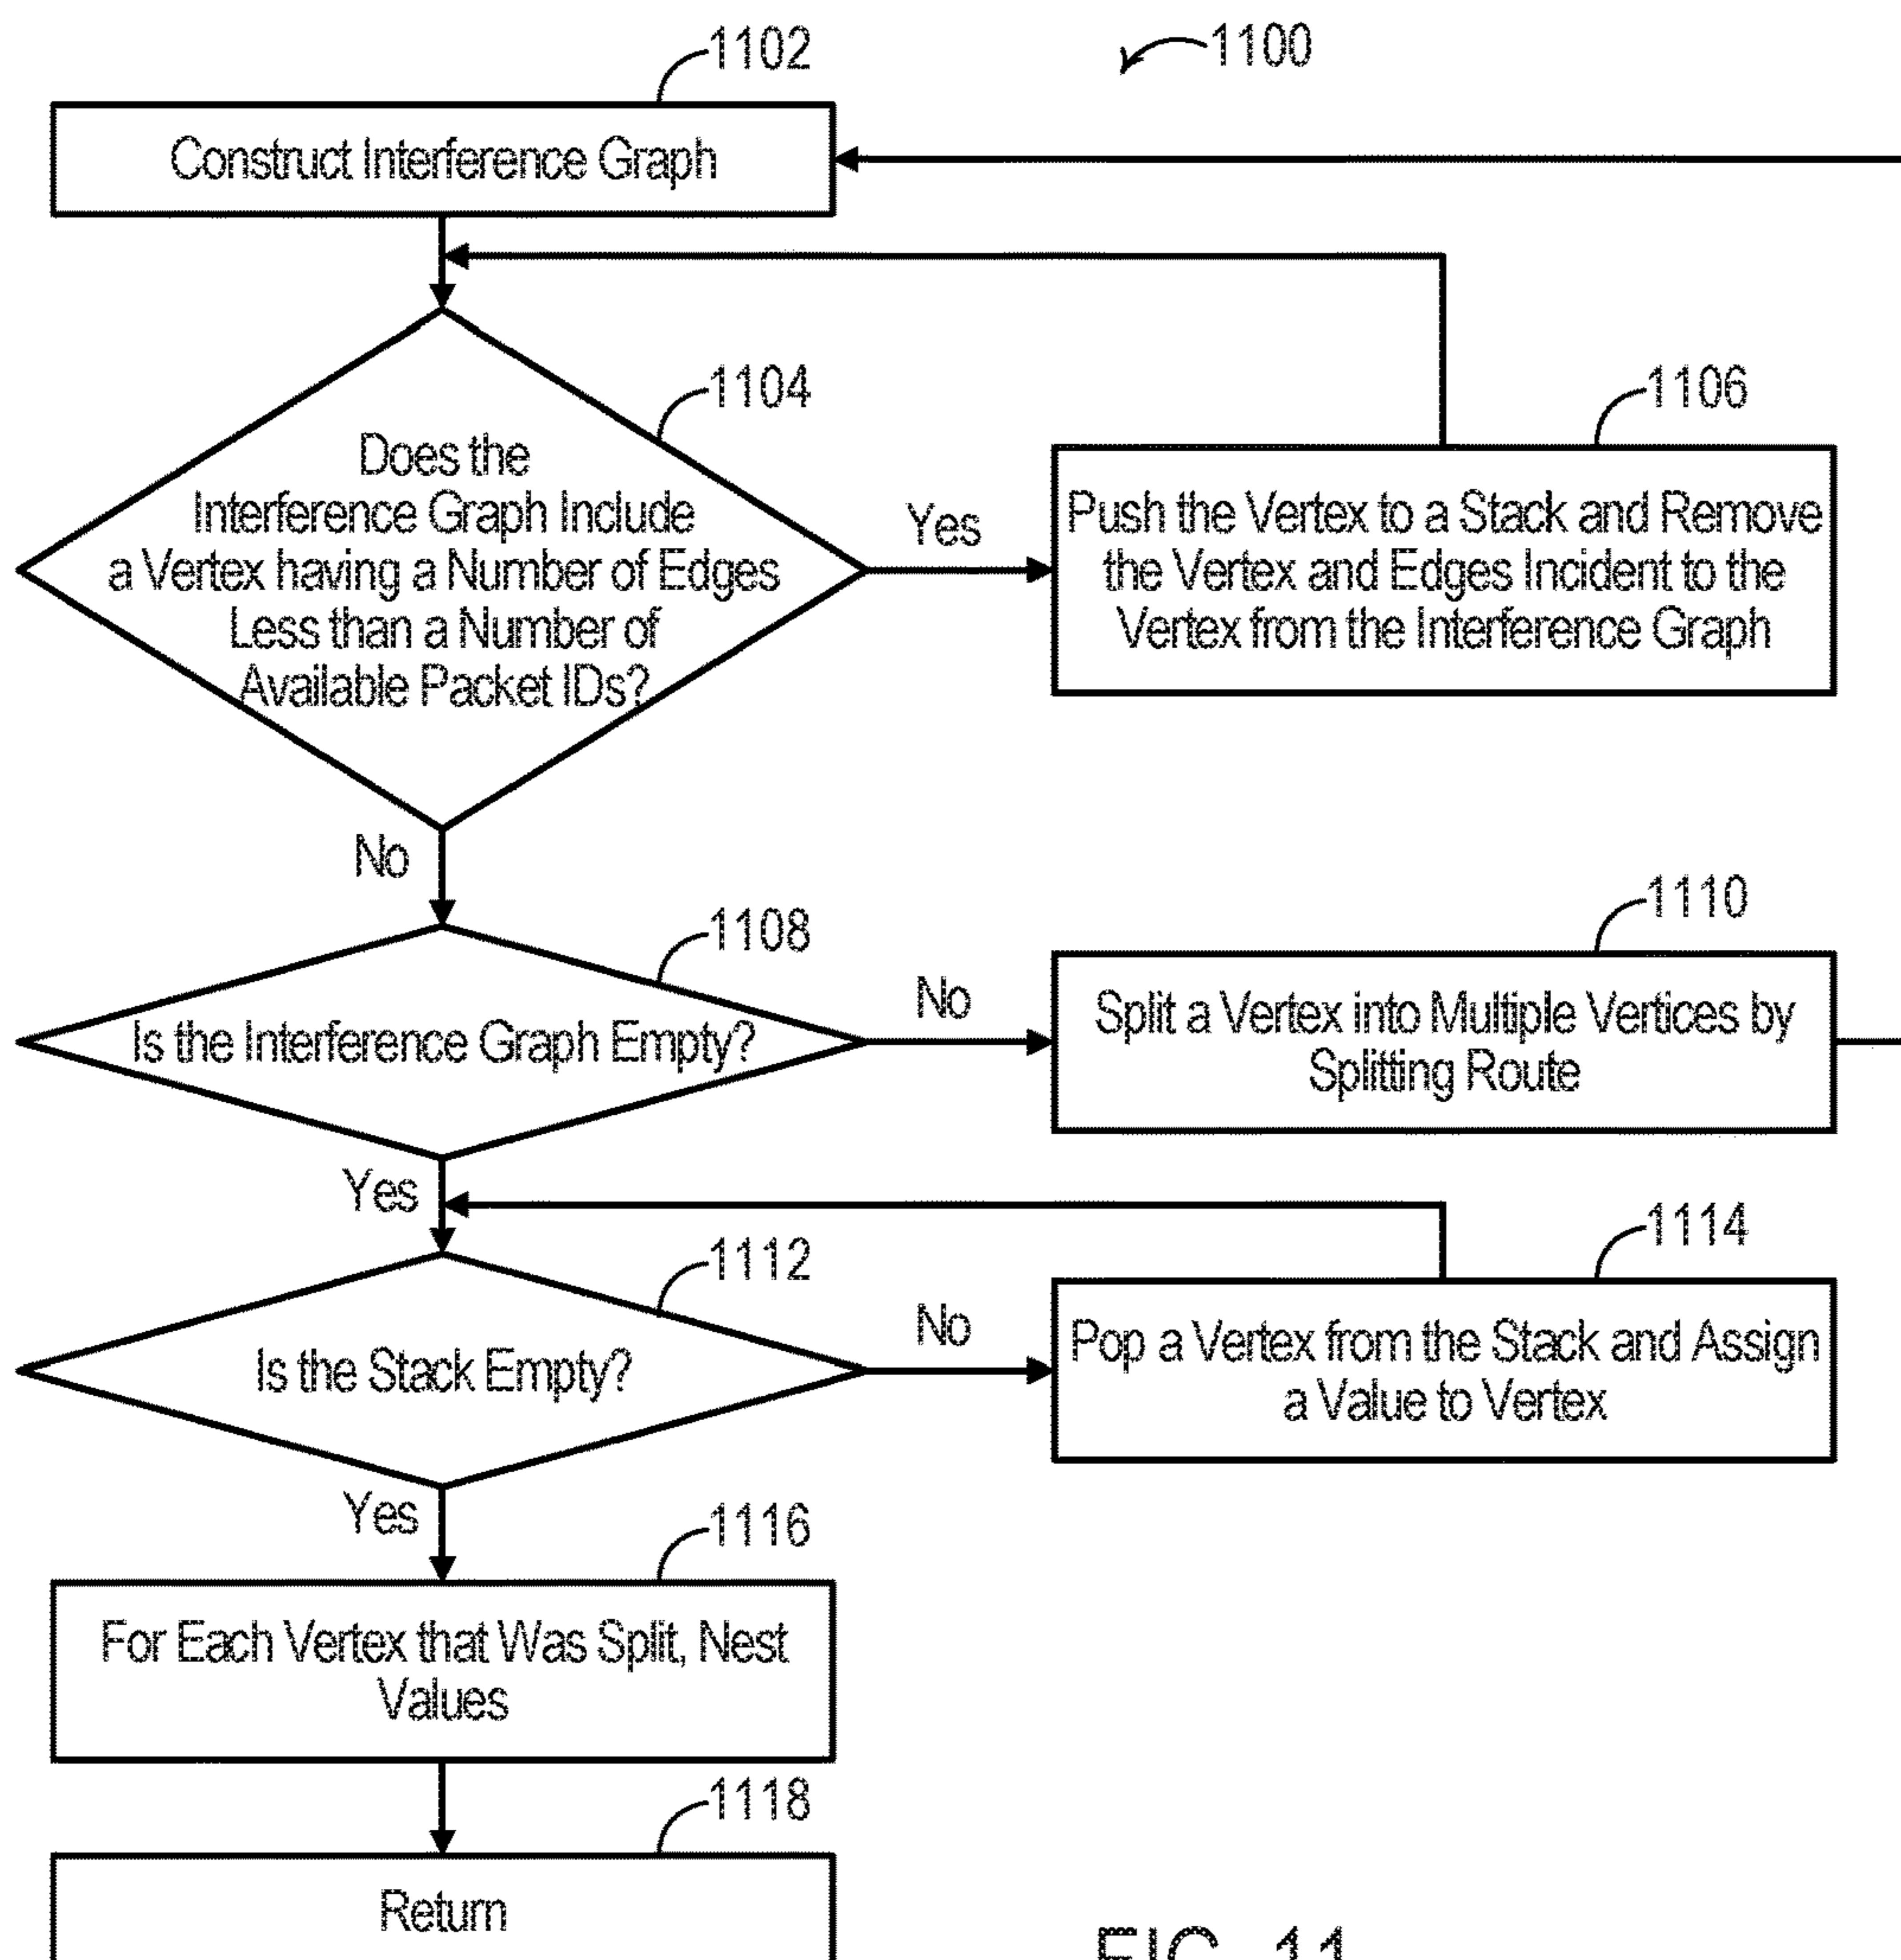 1102
1100
Construct Interference Graph
1104
Does the
Interference Graph Include
a Vertex having a Number of Edges
Less than a Number of
Available Packet IDs?
Yes
1106
Push the Vertex to a Stack and Remove
the Vertex and Edges Incident to the
Vertex from the Interference Graph
No
1108
Is the Interference Graph Empty?
No
1110
Split a Vertex into Multiple Vertices by
Splitting Route
Yes
1112
Is the Stack Empty?
No
1114
Pop a Vertex from the Stack and Assign
a Value to Vertex
Yes
1116
For Each Vertex that Was Split, Nest
Values
1118
Return
FIG. 11